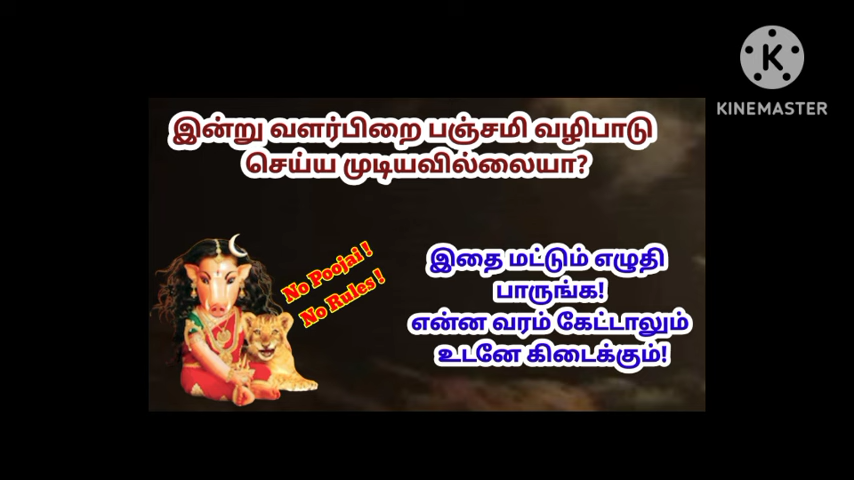 KINEMASTER
இன்று வளர்பிறை பஞ்சமி வழிபாடு
செய்ய முடியவில்லையா?
No Poojai !
No Rules !
இதை மட்டும் எழுதி
பாருங்க!
என்ன வரம் கேட்டாலும்
உடனே கிடைக்கும்!